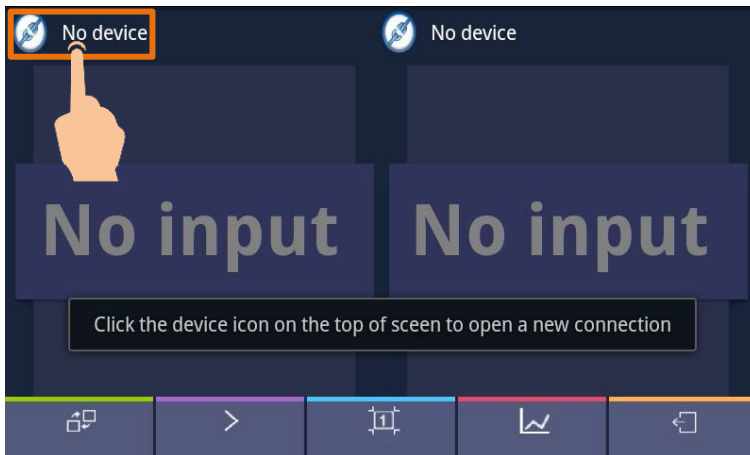 No device
No device
No input
No input
Click the device icon on the top of sceen to open a new connection
1